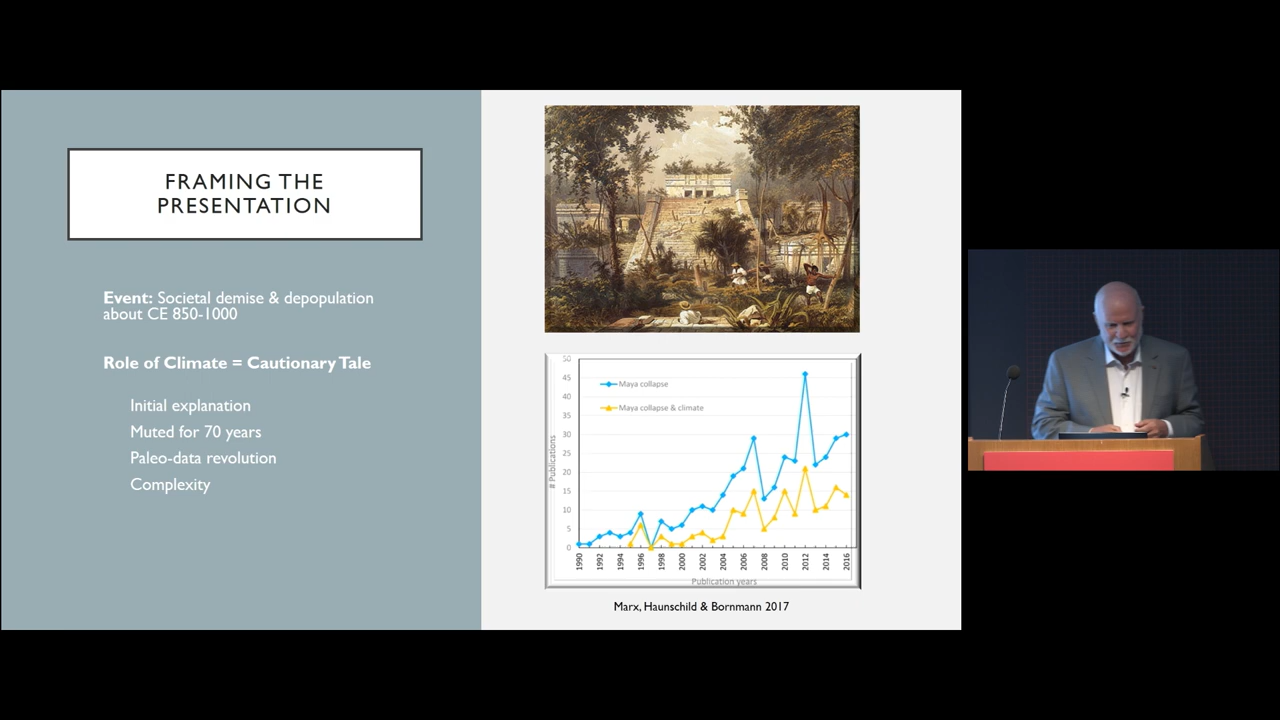 FRAMING THE
PRESENTATION
Event: Societal demise & depopulation
about CE 850-1000
Role of Climate = Cautionary Tale
Initial explanation
Muted for 70 years
Paleo-data revolution
Complexity
50
45
40
35
30
25
20
15
10
5
0
# Publications
Maya collapse
Maya collapse & climate
1990 1992 1994 1996 1998 2000 2002 2004 2006 2008 2010 2012 2014 2016
Publication years
Marx, Haunschild & Bornmann 2017